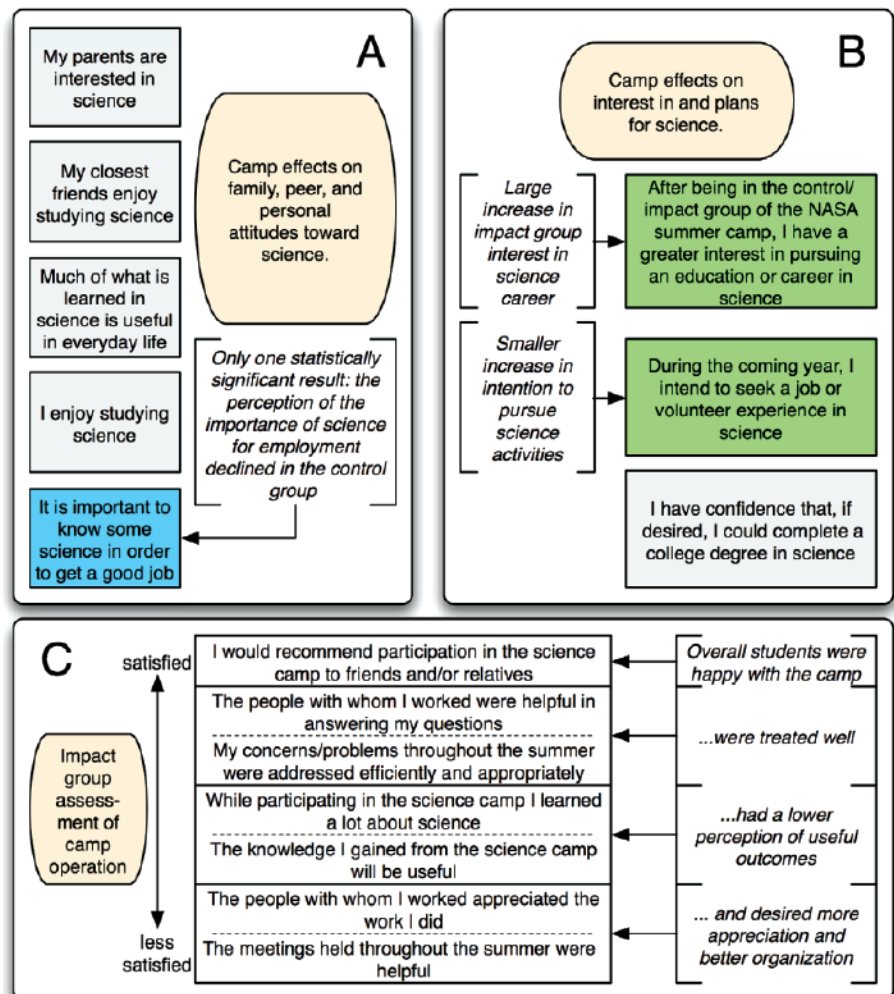 A
My parents are
interested in
science
My closest
friends enjoy
studying science
Much of what is
learned in
science is useful
in everyday life
I enjoy studying
science
It is important to
know some
science in order
to get a good job
Camp effects on
family, peer, and
personal
attitudes toward
science.
Only one statistically
significant result: the
perception of the
importance of science
for employment
declined in the control
group
B
Camp effects on
interest in and plans
for science.
Large
increase in
impact group
interest in
science
career
After being in the control/
impact group of the NASA
summer camp, I have a
greater interest in pursuing
an education or career in
science
Smaller
increase in
intention to
pursue
science
activities
During the coming year, I
intend to seek a job or
volunteer experience in
science
I have confidence that, if
desired, I could complete a
college degree in science
C
Impact
group
assess-
ment of
camp
operation
satisfied
less
satisfied
I would recommend participation in the science
camp to friends and/or relatives
The people with whom I worked were helpful in
answering my questions
My concerns/problems throughout the summer
were addressed efficiently and appropriately
While participating in the science camp I learned
a lot about science
The knowledge I gained from the science camp
will be useful
The people with whom I worked appreciated the
work I did
The meetings held throughout the summer were
helpful
Overall students were
happy with the camp
...were treated well
...had a lower
perception of useful
outcomes
... and desired more
appreciation and
better organization